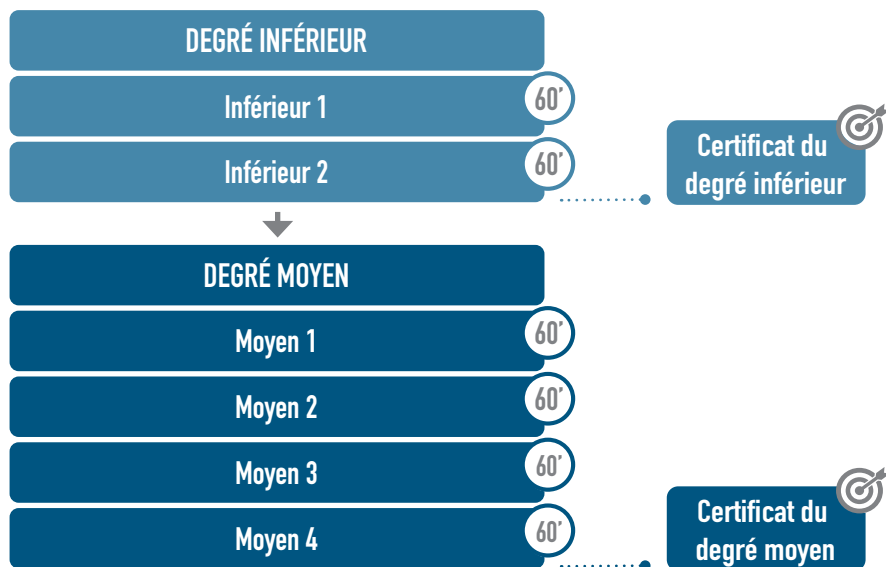 DEGRÉ INFÉRIEUR
Inférieur 1
60'
Inférieur 2
60'
Certificat du
degré inférieur
DEGRÉ MOYEN
Moyen 1
60'
Moyen 2
60'
Moyen 3
60'
Moyen 4
60'
Certificat du
degré moyen